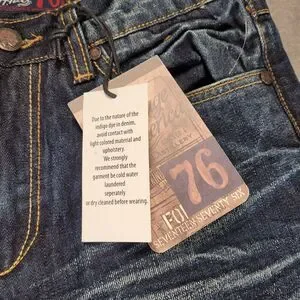 76
Due to the nature of the
indigo dye in denim,
avoid contact with
light colored material and
upholstery.
We strongly
recommend that the
garment be cold water
laundered
seperately
or dry cleaned before wearing.
76
SEVENTEEN SEVENTY SIX